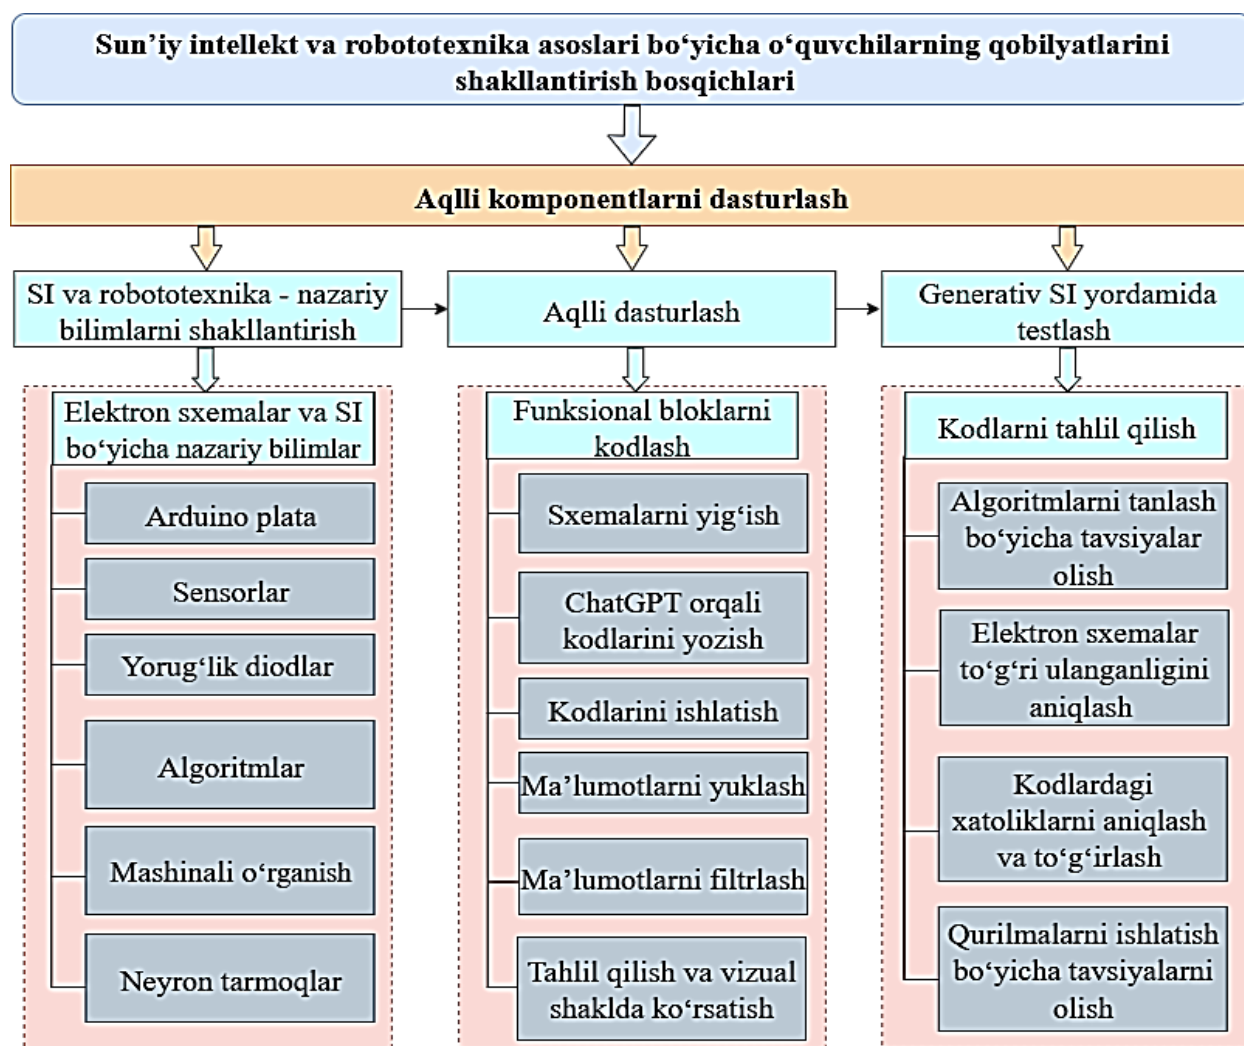 Sun’iy intellekt va robototexnika asoslari bo‘yicha o‘quvchilarning qobilyatlarini
shakllantirish bosqichlari
Aqlli komponentlarni dasturlash
SI va robototexnika - nazariy
bilimlarni shakllantirish
Aqlli dasturlash
Generativ SI yordamida
testlash
Elektron sxemalar va SI
bo‘yicha nazariy bilimlar
Arduino plata
Sensorlar
Yorug‘lik diodlar
Algoritmlar
Mashinali o‘rganish
Neyron tarmoqlar
Funksional bloklarni
kodlash
Sxemalarni yig‘ish
ChatGPT orqali
kodlarini yozish
Kodlarini ishlatish
Ma’lumotlarni yuklash
Ma’lumotlarni filtrlash
Tahlil qilish va vizual
shaklda ko‘rsatish
Kodlarni tahlil qilish
Algoritmlarni tanlash
bo‘yicha tavsiyalar
olish
Elektron sxemalar
to‘g‘ri ulanganligini
aniqlash
Kodlardagi
xatoliklarni aniqlash
va to‘g‘irlash
Qurilmalarni ishlatish
bo‘yicha tavsiyalarni
olish